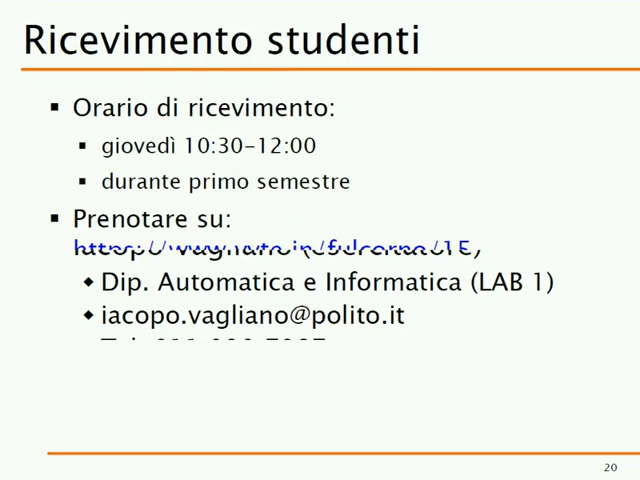 Ricevimento studenti
Orario di ricevimento:
giovedì 10:30-12:00
durante primo semestre
Prenotare su:
Dip. Automatica e Informatica (LAB 1)
iacopo.vagliano@polito.it
20